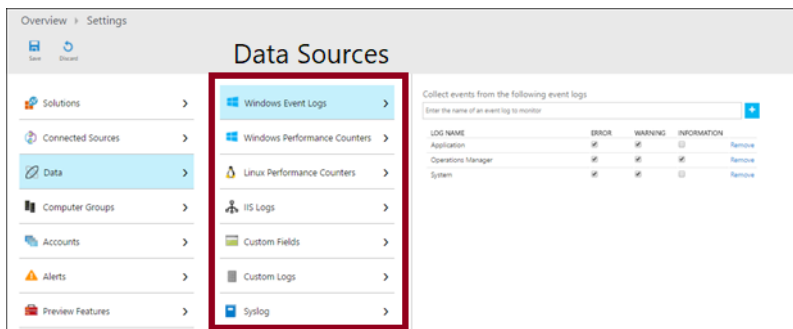 Overview Settings
Save Discard
Data Sources
Solutions
Connected Sources
Data
Computer Groups
Accounts
Alerts
Preview Features
Windows Event Logs
Windows Performance Counters
Linux Performance Counters
IIS Logs
Custom Fields
Custom Logs
Syslog
Collect events from the following event logs
Enter the name of an event log to monitor
LOG NAME ERROR WARNING INFORMATION
Application Remove
Operations Manager Remove
System Remove